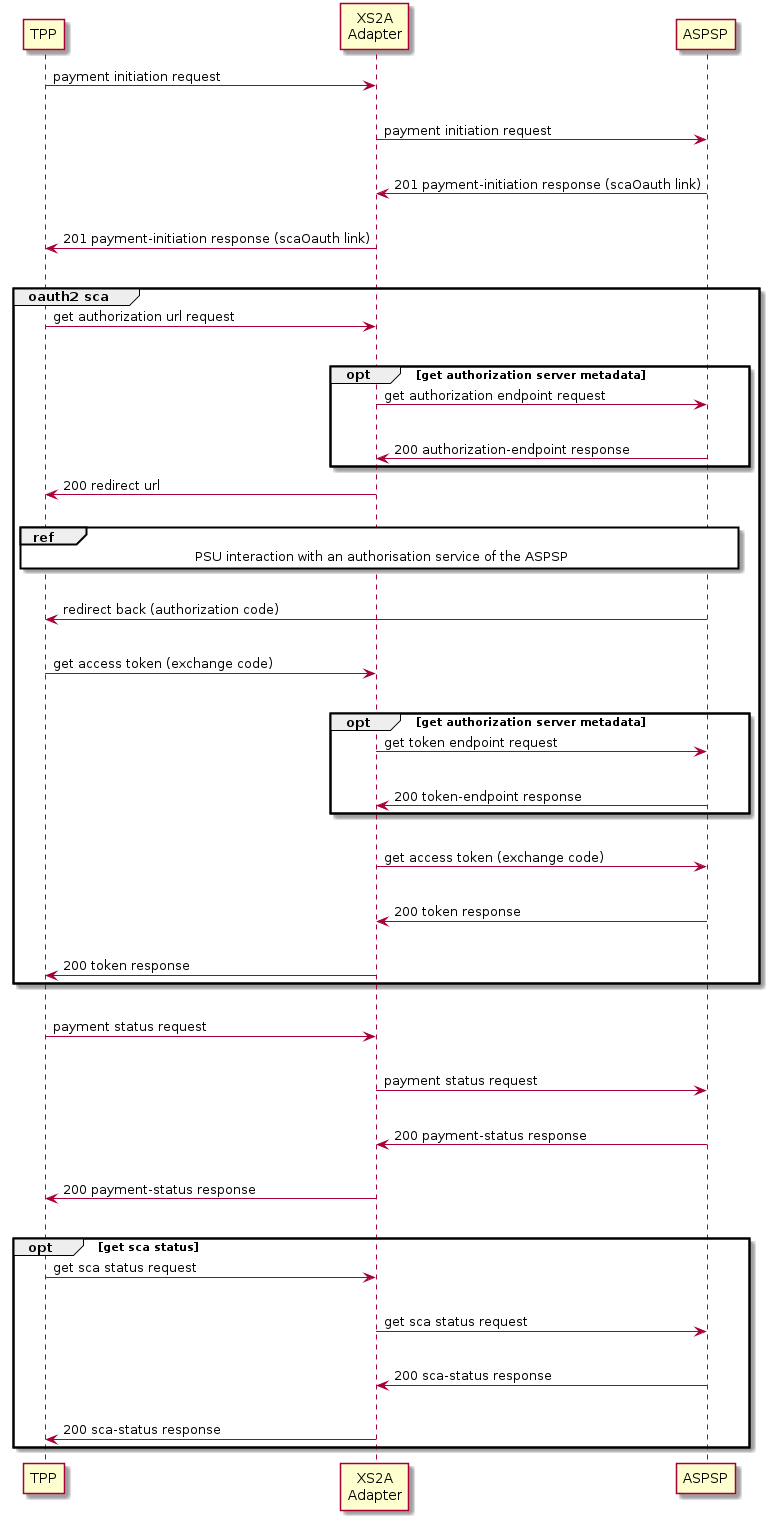 TPP
XS2A
Adapter
ASPSP
payment initiation request
payment initiation request
201 payment-initiation response (scaOauth link)
201 payment-initiation response (scaOauth link)
oauth2 sca
get authorization url request
opt
[get authorization server metadata]
get authorization endpoint request
200 authorization-endpoint response
200 redirect url
ref
PSU interaction with an authorisation service of the ASPSP
redirect back (authorization code)
get access token (exchange code)
opt
[get authorization server metadata]
get token endpoint request
200 token-endpoint response
get access token (exchange code)
200 token response
200 token response
payment status request
payment status request
200 payment-status response
200 payment-status response
opt
[get sca status]
get sca status request
get sca status request
200 sca-status response
200 sca-status response
TPP
XS2A
Adapter
ASPSP